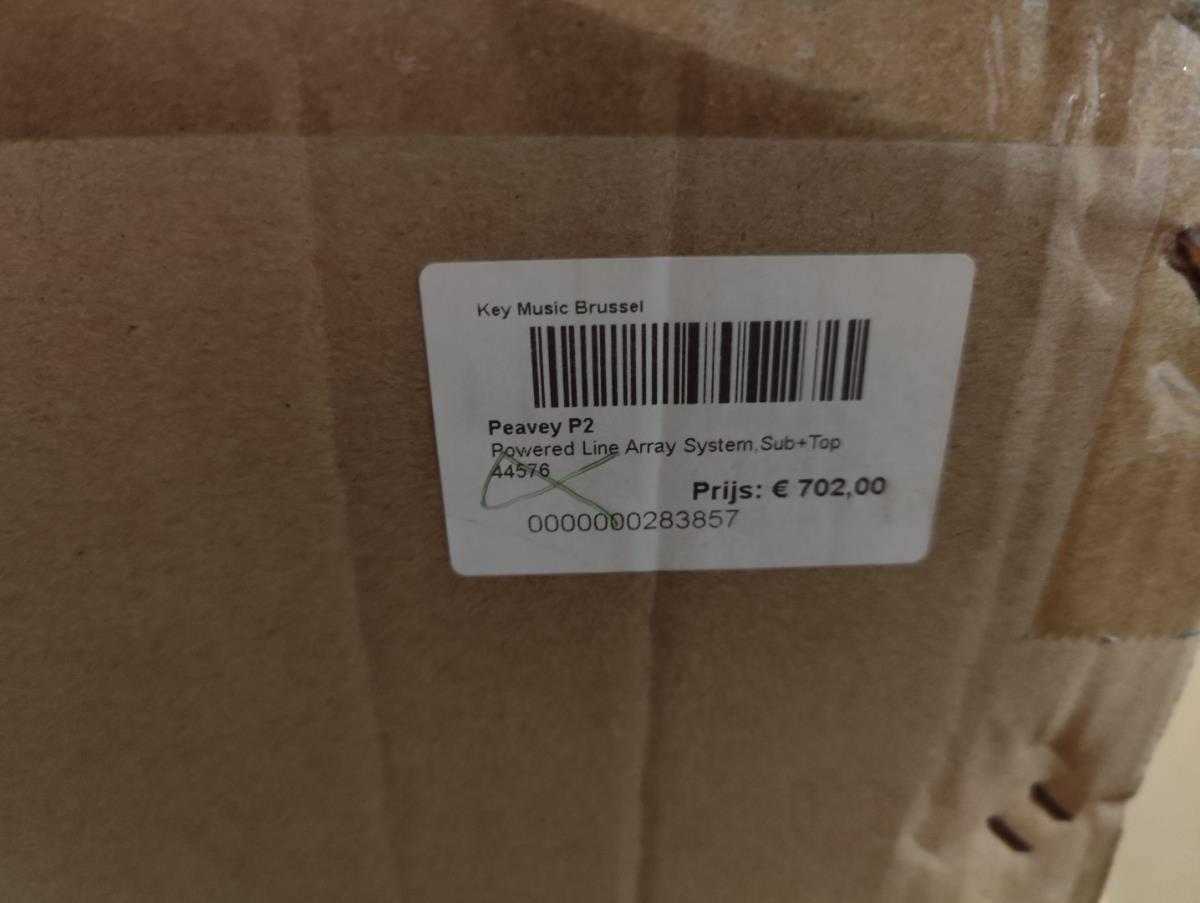 Key Music Brussel
Peavey P2
Powered Line Array System,Sub+Top
44576
Prijs: € 702,00
0000000283857